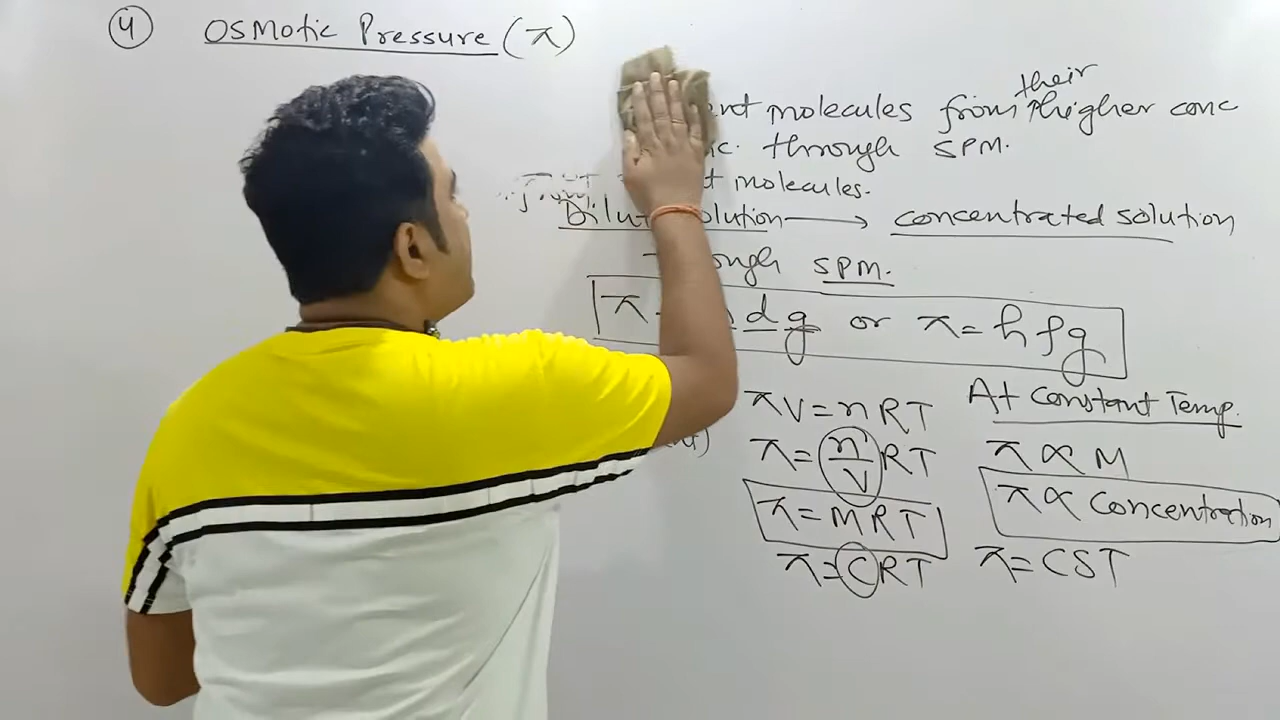 4 Osmotic Pressure (π)
molecules from their higher conc
through SPM.
molecules.
solution → concentrated solution
SPM.
π d g or π = hρg
πV = nRT At Constant Temp.
π = n/V RT π ∝ M
π = MRT π ∝ Concentration
π = CRT π = CST